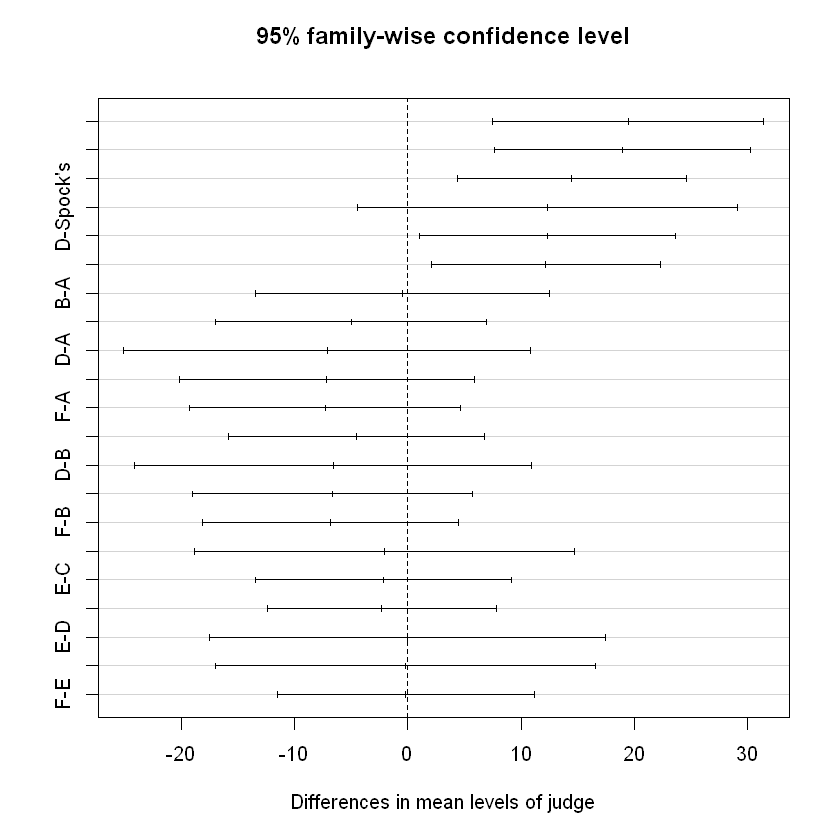 95% family-wise confidence level
D-Spock's
B-A
D-A
F-A
D-B
F-B
E-C
E-D
F-E
-20 -10 0 10 20 30
Differences in mean levels of judge